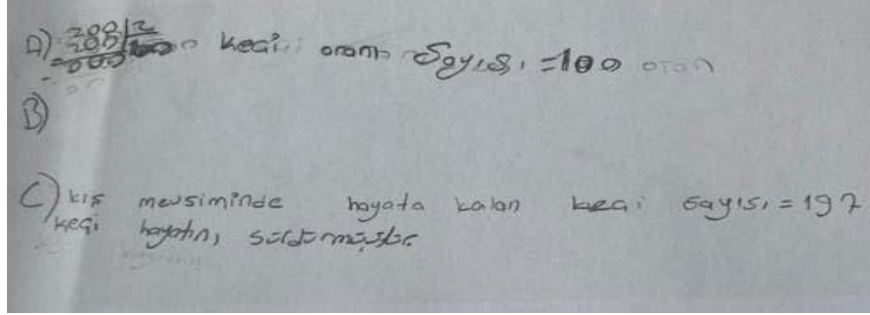 A) 200 2 keçi oranı Sayısı =100 oran
B)
C) kış mevsiminde hayata kalan keçi sayısı = 197
keçi hayatını sürdürmüştür